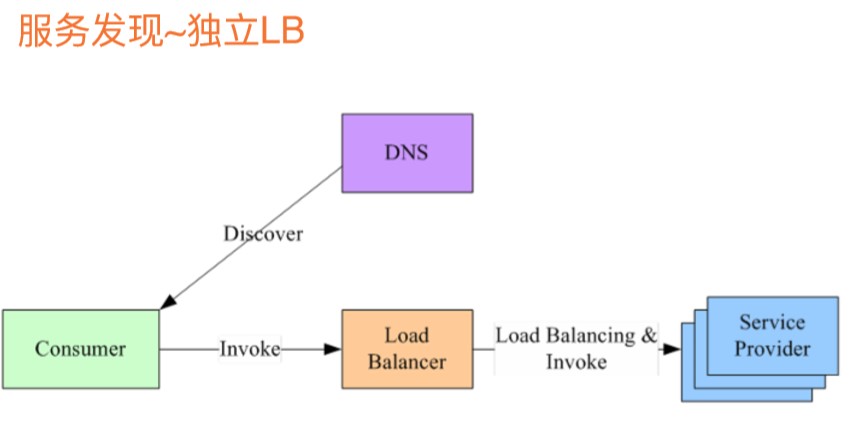 服务发现~独立LB
DNS
Discover
Consumer
Invoke
Load
Balancer
Load Balancing &
Invoke
Service
Provider